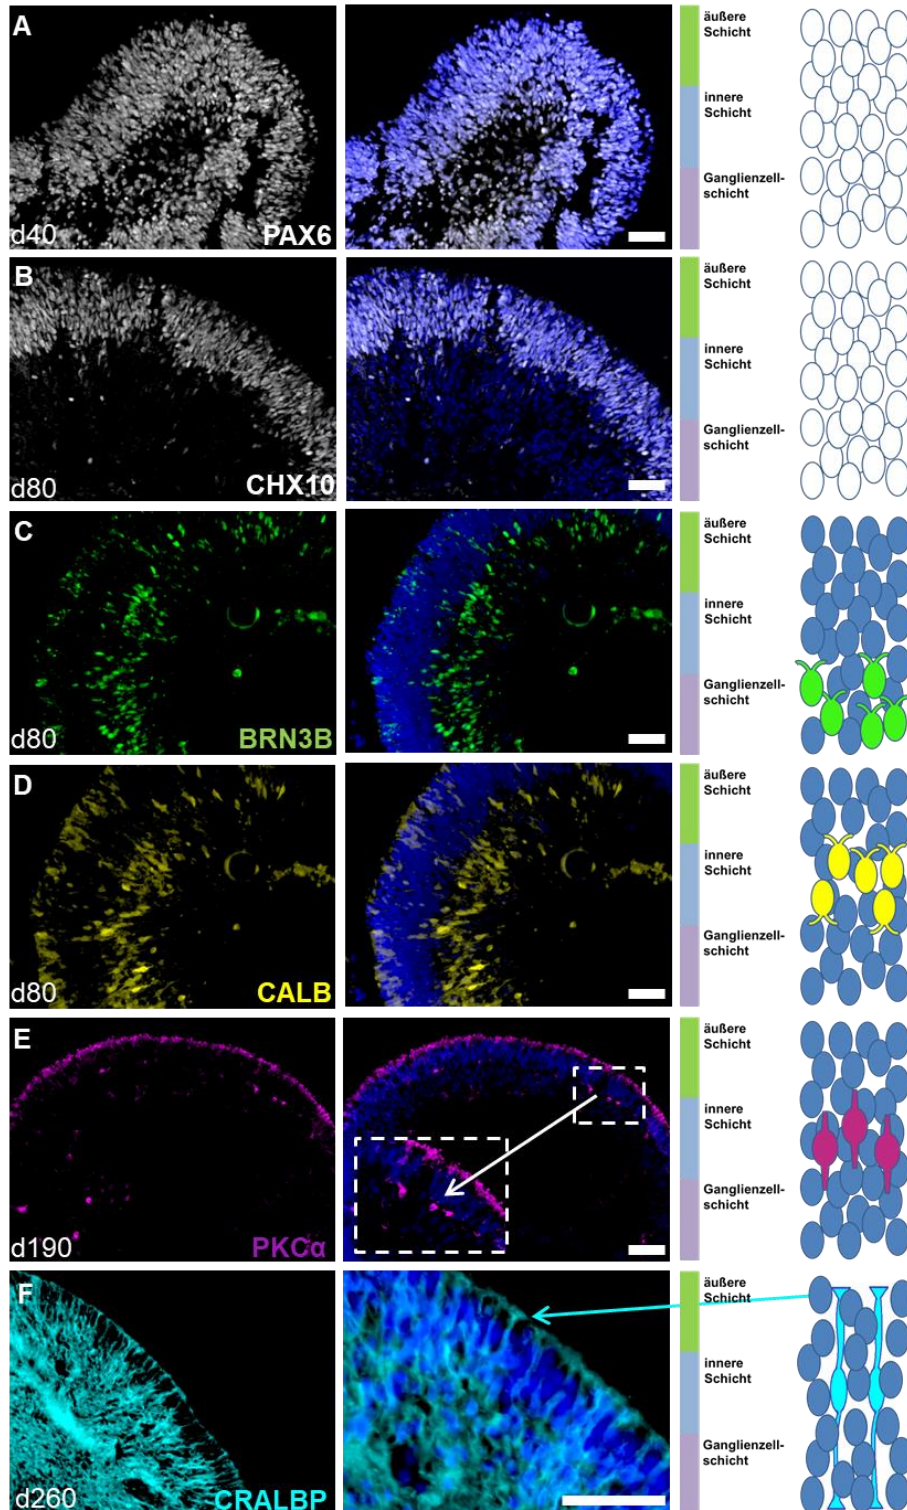 A
d40
PAX6
äußere
Schicht
innere
Schicht
Ganglienzell-
schicht
B
d80
CHX10
äußere
Schicht
innere
Schicht
Ganglienzell-
schicht
C
d80
BRN3B
äußere
Schicht
innere
Schicht
Ganglienzell-
schicht
D
d80
CALB
äußere
Schicht
innere
Schicht
Ganglienzell-
schicht
E
d190
PKCα
äußere
Schicht
innere
Schicht
Ganglienzell-
schicht
F
d260
CRALBP
äußere
Schicht
innere
Schicht
Ganglienzell-
schicht